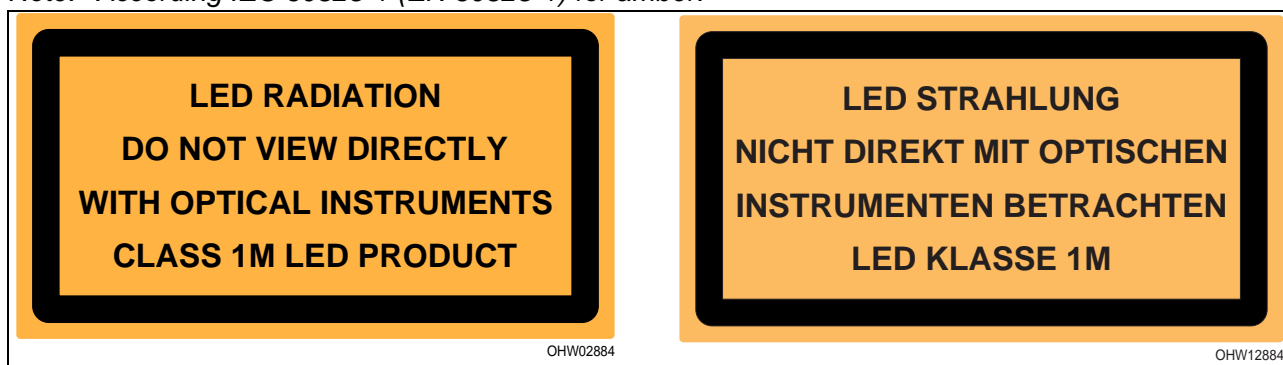 LED RADIATION
DO NOT VIEW DIRECTLY
WITH OPTICAL INSTRUMENTS
CLASS 1M LED PRODUCT
OHW02884
LED STRAHLUNG
NICHT DIREKT MIT OPTISCHEN
INSTRUMENTEN BETRACHTEN
LED KLASSE 1M
OHW12884